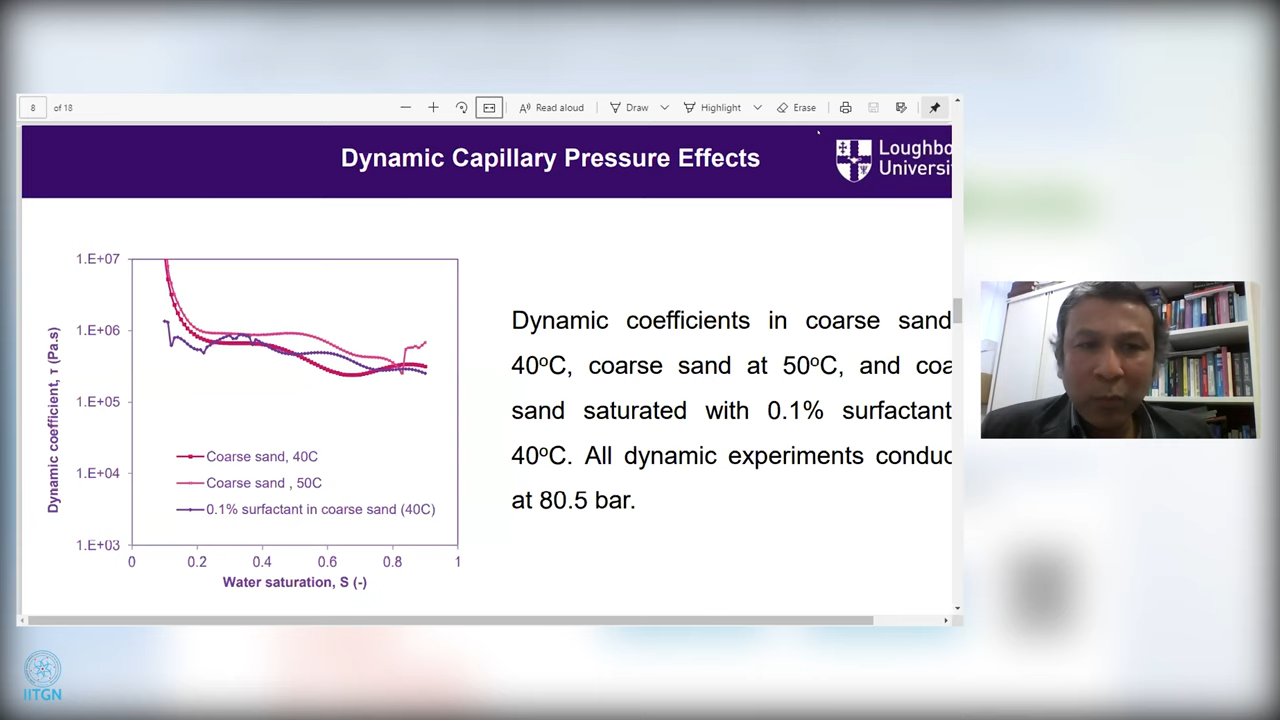 8 of 18
Read aloud
Draw
Highlight
Erase
Dynamic Capillary Pressure Effects
Loughbo
Universi
1.E+07
1.E+06
1.E+05
1.E+04
1.E+03
Dynamic coefficient, τ (Pa.s)
Coarse sand, 40C
Coarse sand , 50C
0.1% surfactant in coarse sand (40C)
0 0.2 0.4 0.6 0.8 1
Water saturation, S (-)
Dynamic coefficients in coarse sand
40ºC, coarse sand at 50ºC, and coa
sand saturated with 0.1% surfactant
40ºC. All dynamic experiments conduc
at 80.5 bar.
IITGN